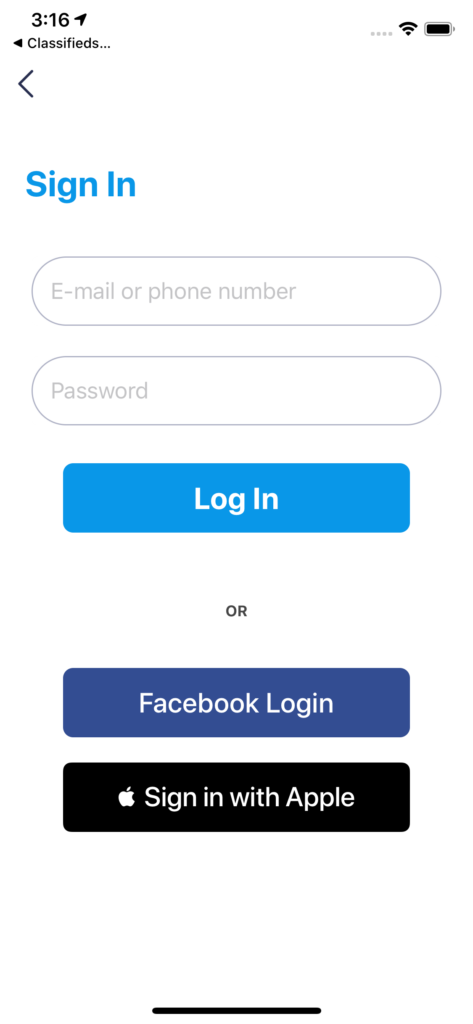 3:16
◀ Classifieds...
Sign In
E-mail or phone number
Password
Log In
OR
Facebook Login
Sign in with Apple